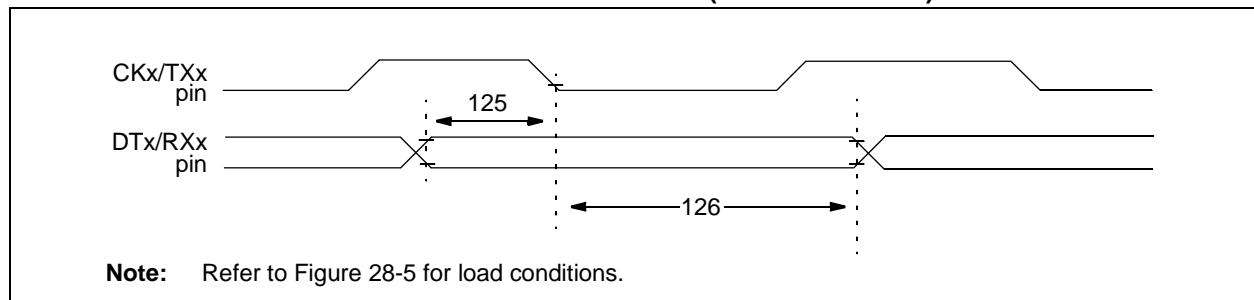 CKx/TXx
pin
125
DTx/RXx
pin
126
Note: Refer to Figure 28-5 for load conditions.